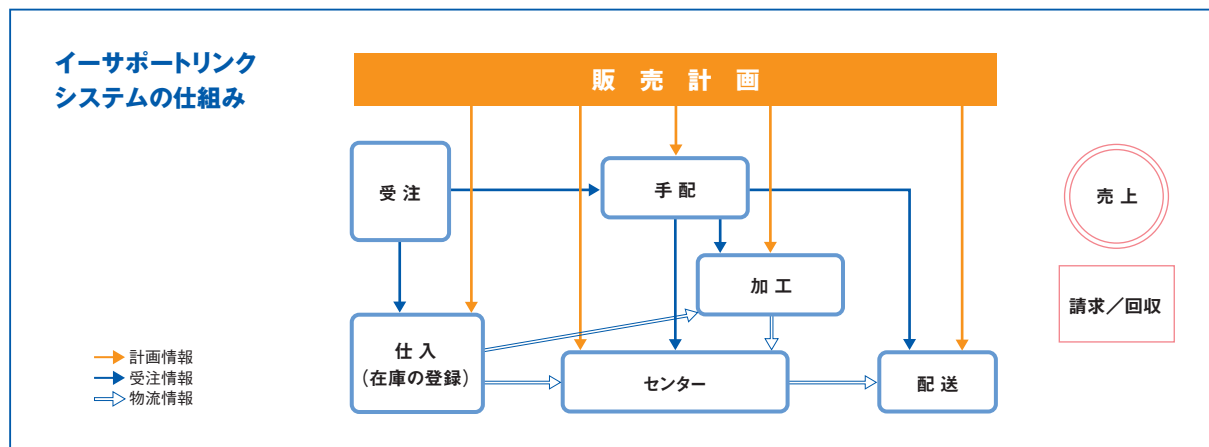 イーサポートリンク
システムの仕組み
販売計画
受注
手配
売上
加工
請求／回収
仕入
（在庫の登録）
センター
配送
計画情報
受注情報
物流情報